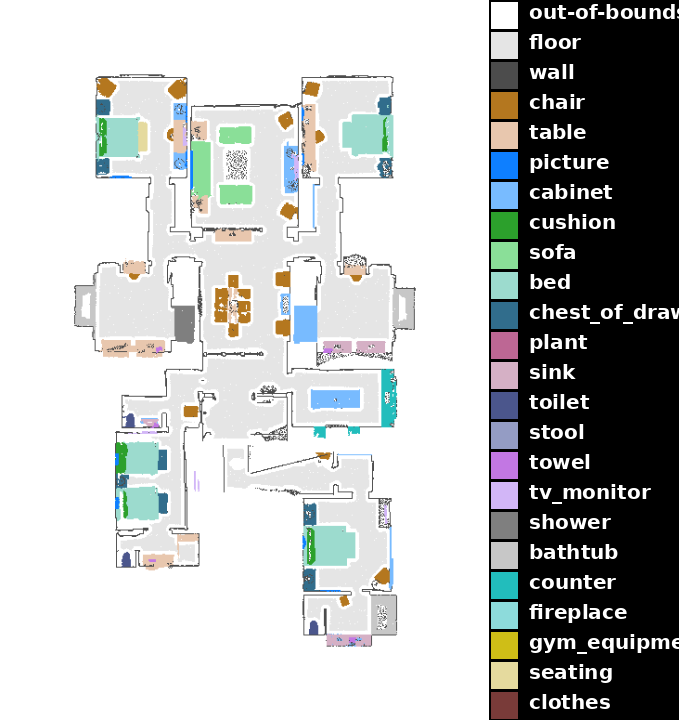 out-of-bounds
floor
wall
chair
table
picture
cabinet
cushion
sofa
bed
chest_of_draw
plant
sink
toilet
stool
towel
tv_monitor
shower
bathtub
counter
fireplace
gym_equipme
seating
clothes